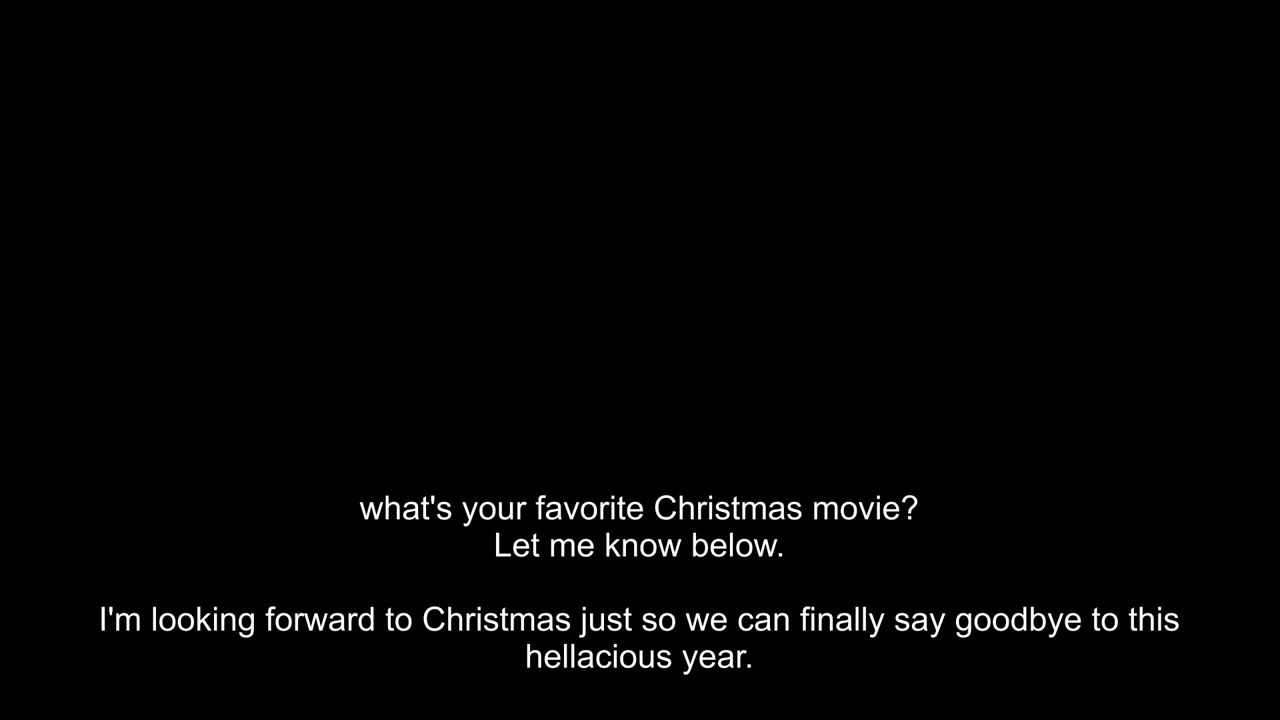 what's your favorite Christmas movie?
Let me know below.
I'm looking forward to Christmas just so we can finally say goodbye to this
hellacious year.